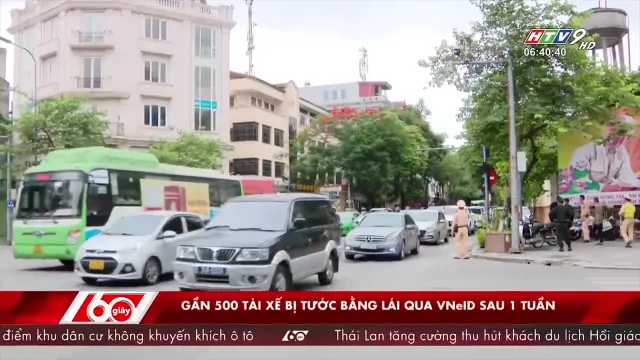 HTV9 HD
06:40:40
60 giây
GẦN 500 TÀI XẾ BỊ TƯỚC BẰNG LÁI QUA VNeID SAU 1 TUẦN
điểm khu dân cư không khuyến khích ô tô 60 Thái Lan tăng cường thu hút khách du lịch Hồi giá